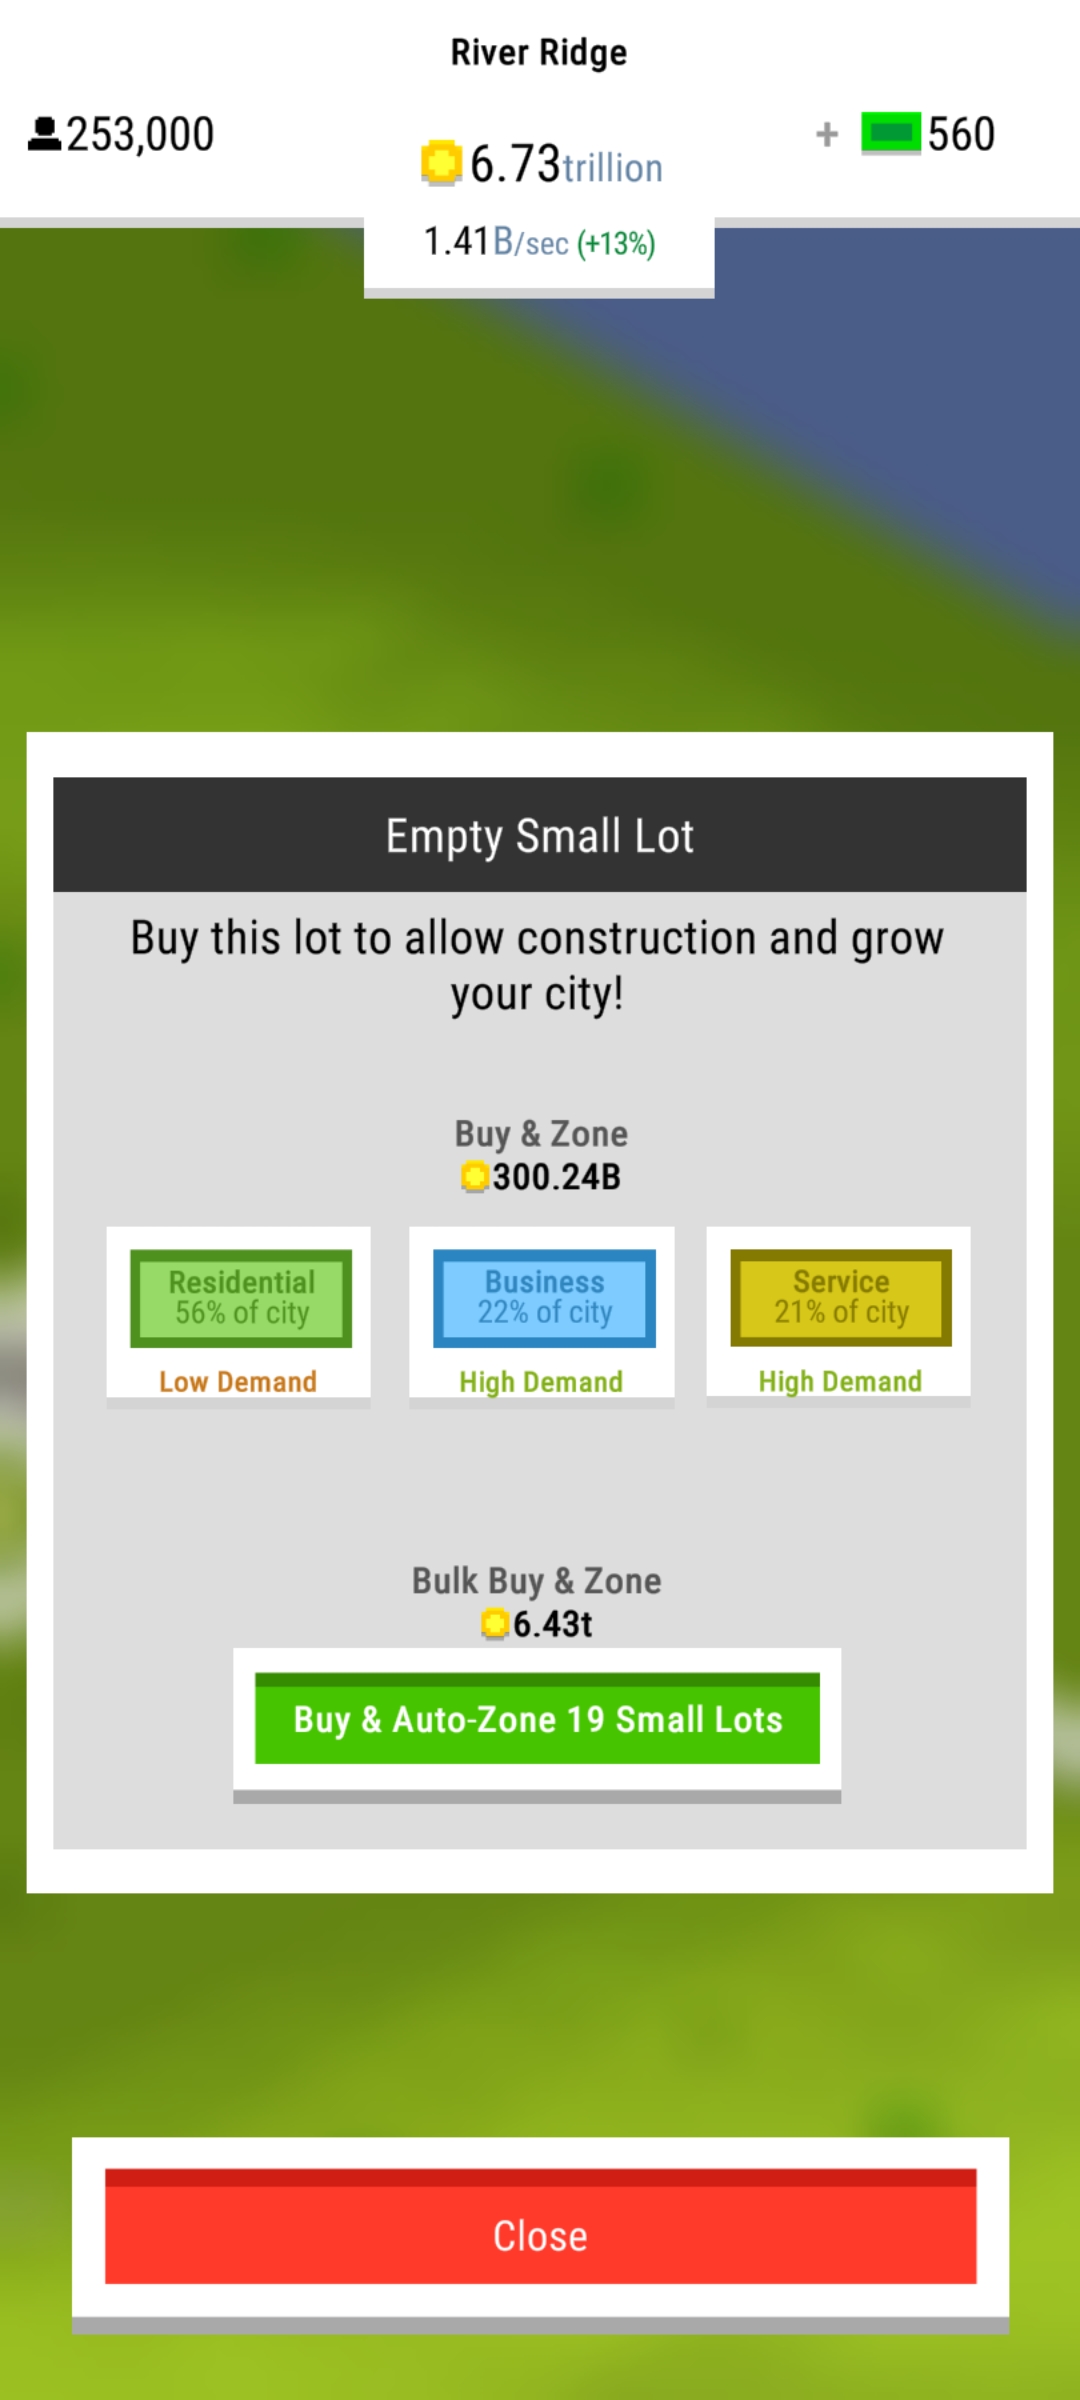 River Ridge
253,000
6.73trillion
+ 560
1.41B/sec (+13%)
Empty Small Lot
Buy this lot to allow construction and grow
your city!
Buy & Zone
300.24B
Residential
56% of city
Low Demand
Business
22% of city
High Demand
Service
21% of city
High Demand
Bulk Buy & Zone
6.43t
Buy & Auto-Zone 19 Small Lots
Close